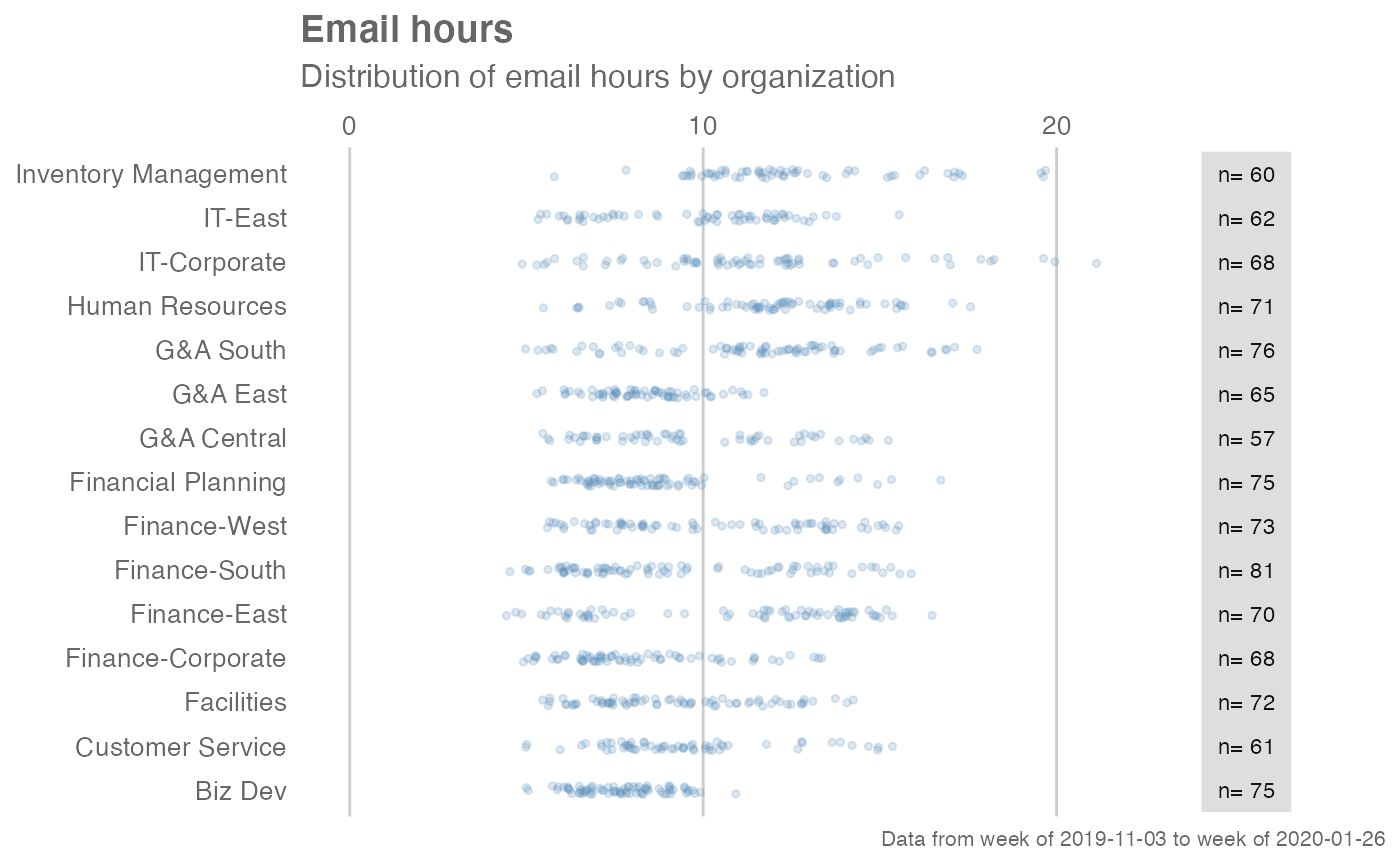 Email hours
Distribution of email hours by organization
0 10 20
Inventory Management n= 60
IT-East n= 62
IT-Corporate n= 68
Human Resources n= 71
G&A South n= 76
G&A East n= 65
G&A Central n= 57
Financial Planning n= 75
Finance-West n= 73
Finance-South n= 81
Finance-East n= 70
Finance-Corporate n= 68
Facilities n= 72
Customer Service n= 61
Biz Dev n= 75
Data from week of 2019-11-03 to week of 2020-01-26